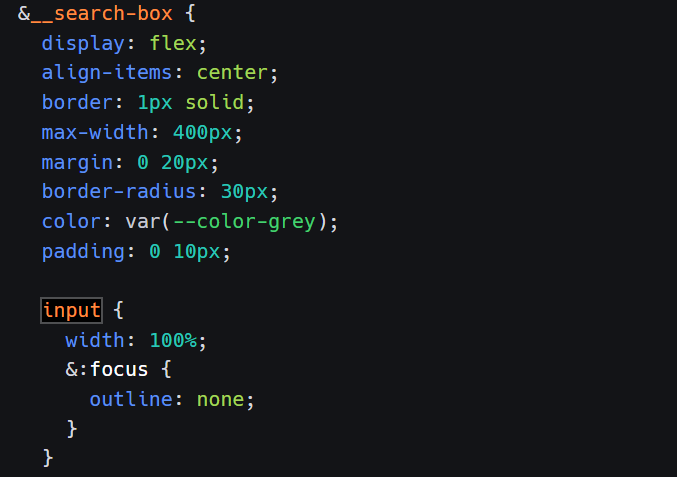 &__search-box {
display: flex;
align-items: center;
border: 1px solid;
max-width: 400px;
margin: 0 20px;
border-radius: 30px;
color: var(--color-grey);
padding: 0 10px;
input {
width: 100%;
&:focus {
outline: none;
}
}